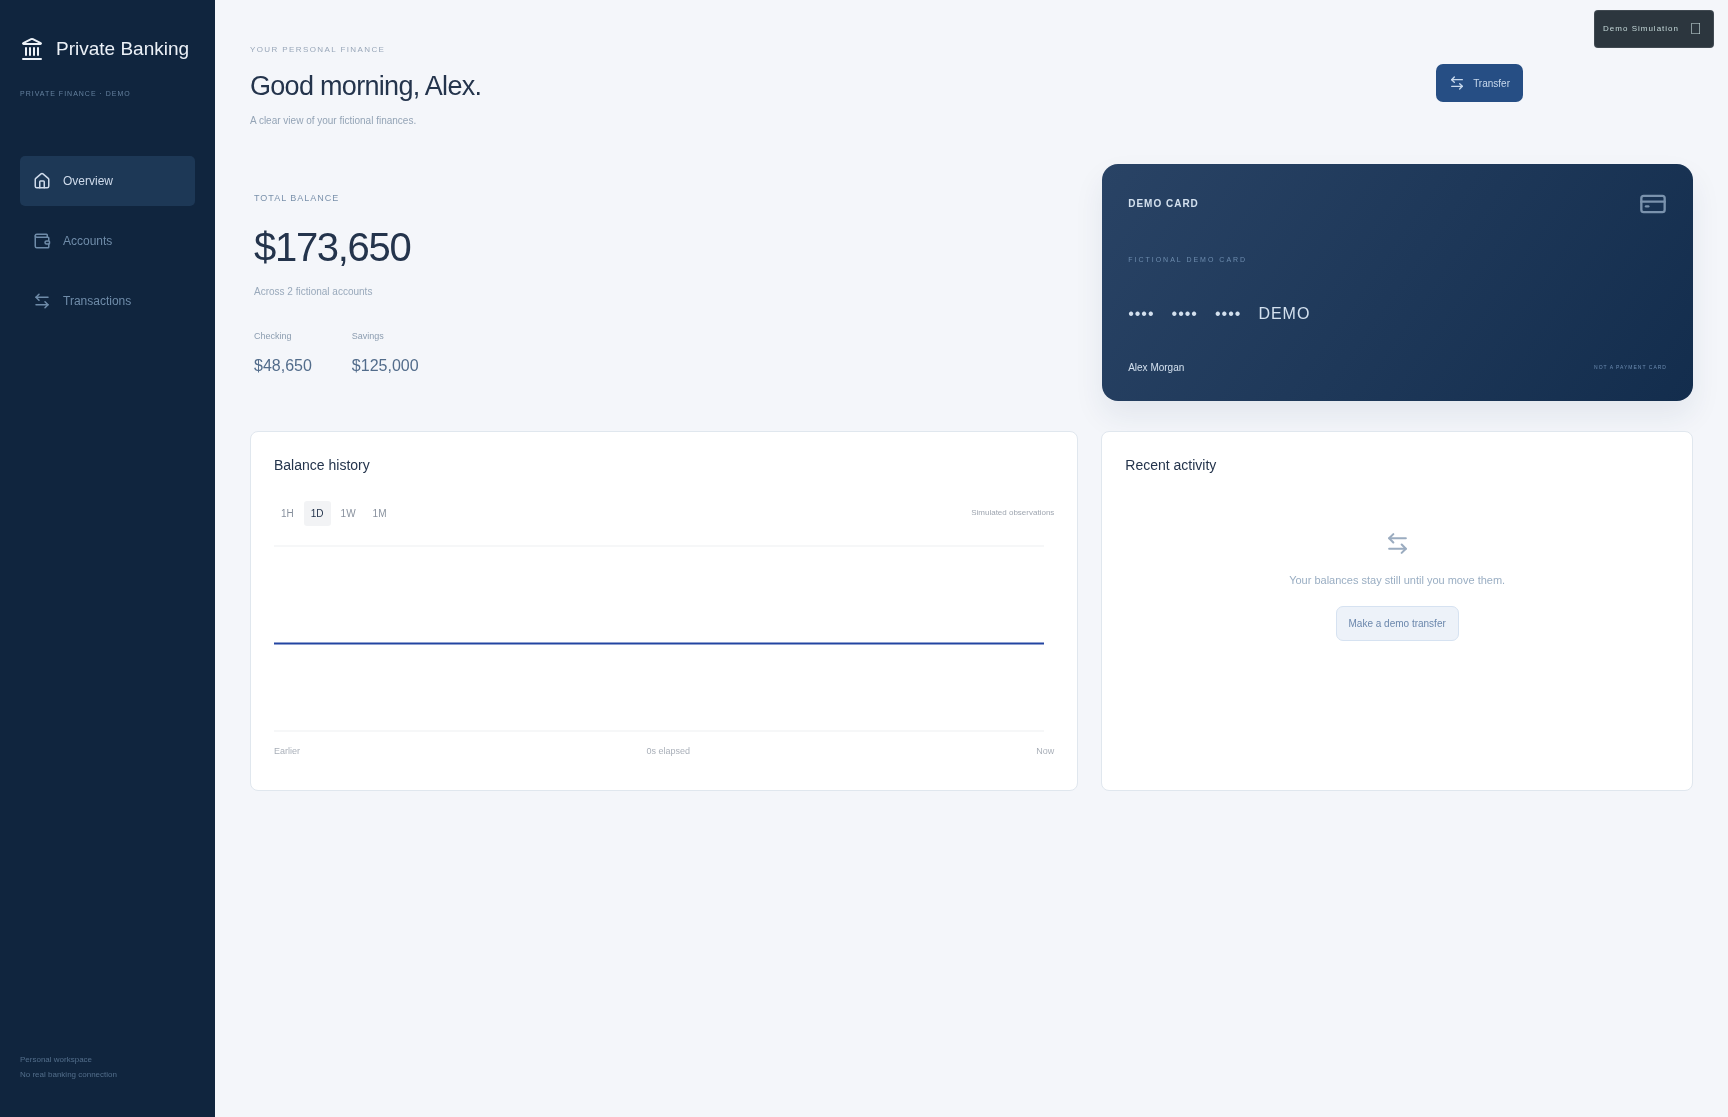 Private Banking
PRIVATE FINANCE · DEMO
Overview
Accounts
Transactions
Personal workspace
No real banking connection
Demo Simulation
YOUR PERSONAL FINANCE
Good morning, Alex.
A clear view of your fictional finances.
Transfer
TOTAL BALANCE
$173,650
Across 2 fictional accounts
Checking Savings
$48,650 $125,000
DEMO CARD
FICTIONAL DEMO CARD
•••• •••• •••• DEMO
Alex Morgan NOT A PAYMENT CARD
Balance history
1H 1D 1W 1M Simulated observations
Earlier 0s elapsed Now
Recent activity
Your balances stay still until you move them.
Make a demo transfer